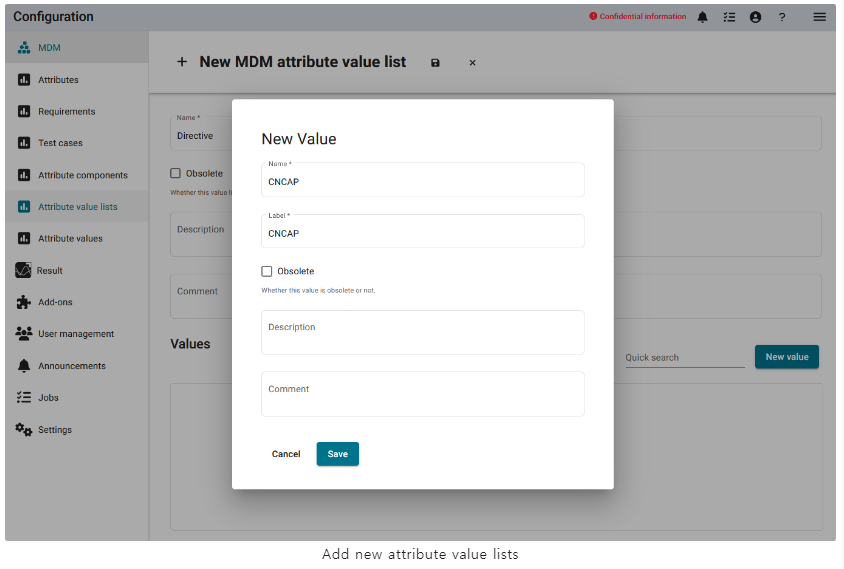 Configuration
Confidential information
?
MDM
Attributes
Requirements
Test cases
Attribute components
Attribute value lists
Attribute values
Result
Add-ons
User management
Announcements
Jobs
Settings
+ New MDM attribute value list
×
Name *
Directive
Obsolete
Whether this value li
Description
Comment
Values
Quick search
New value
New Value
Name *
CNCAP
Label *
CNCAP
Obsolete
Whether this value is obsolete or not.
Description
Comment
Cancel
Save
Add new attribute value lists